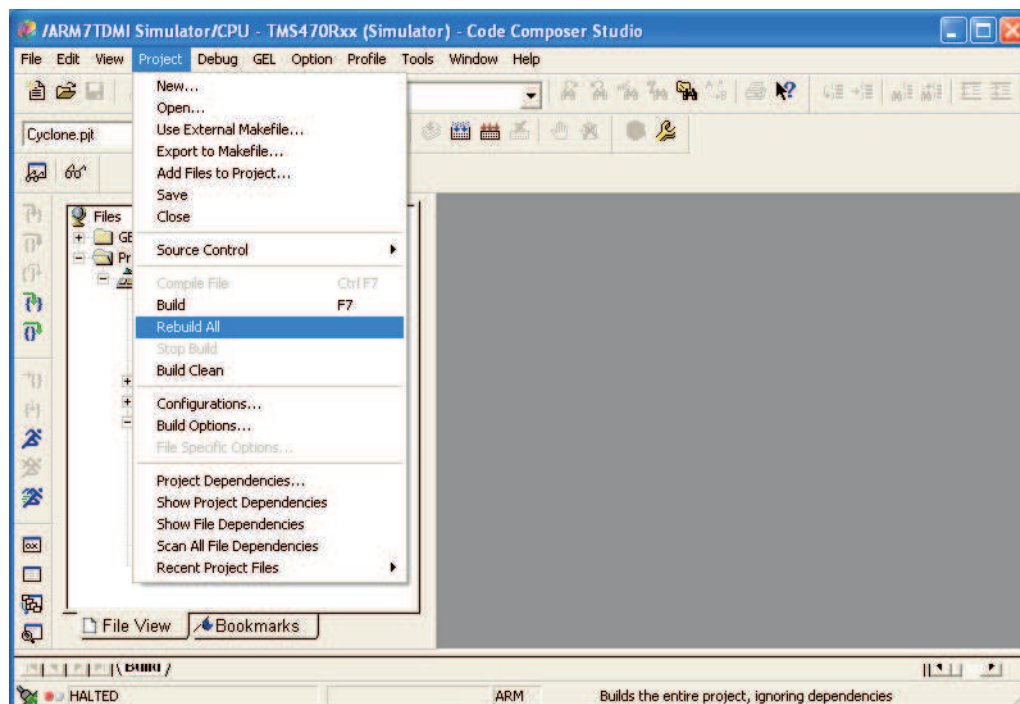 /ARM7TDMI Simulator/CPU - TMS470Rxx (Simulator) - Code Composer Studio
File Edit View Project Debug GEL Option Profile Tools Window Help
New...
Open...
Use External Makefile...
Export to Makefile...
Add Files to Project...
Save
Close
Source Control
Compile File Ctrl F7
Build F7
Rebuild All
Stop Build
Build Clean
Configurations...
Build Options...
File Specific Options...
Project Dependencies...
Show Project Dependencies
Show File Dependencies
Scan All File Dependencies
Recent Project Files
Cyclone.pjt
Files
GE
Pr
File View Bookmarks
Build
HALTED ARM Builds the entire project, ignoring dependencies